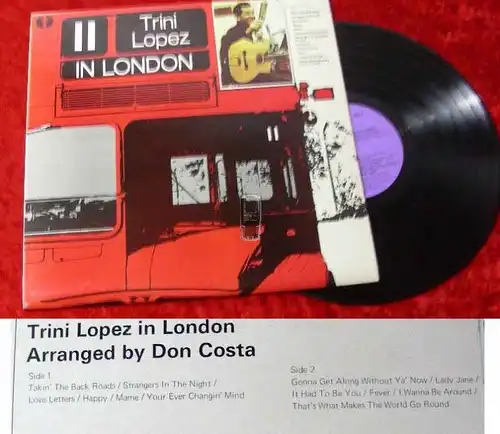 11
Trini
Lopez
IN LONDON
11
Trini Lopez in London
Arranged by Don Costa
Side 1
Takin' The Back Roads / Strangers In The Night /
Love Letters / Happy / Mame / Your Ever Changin' Mind
Side 2
Gonna Get Along Without Ya' Now / Lady Jane /
It Had To Be You / Fever / I Wanna Be Around /
That's What Makes The World Go Round